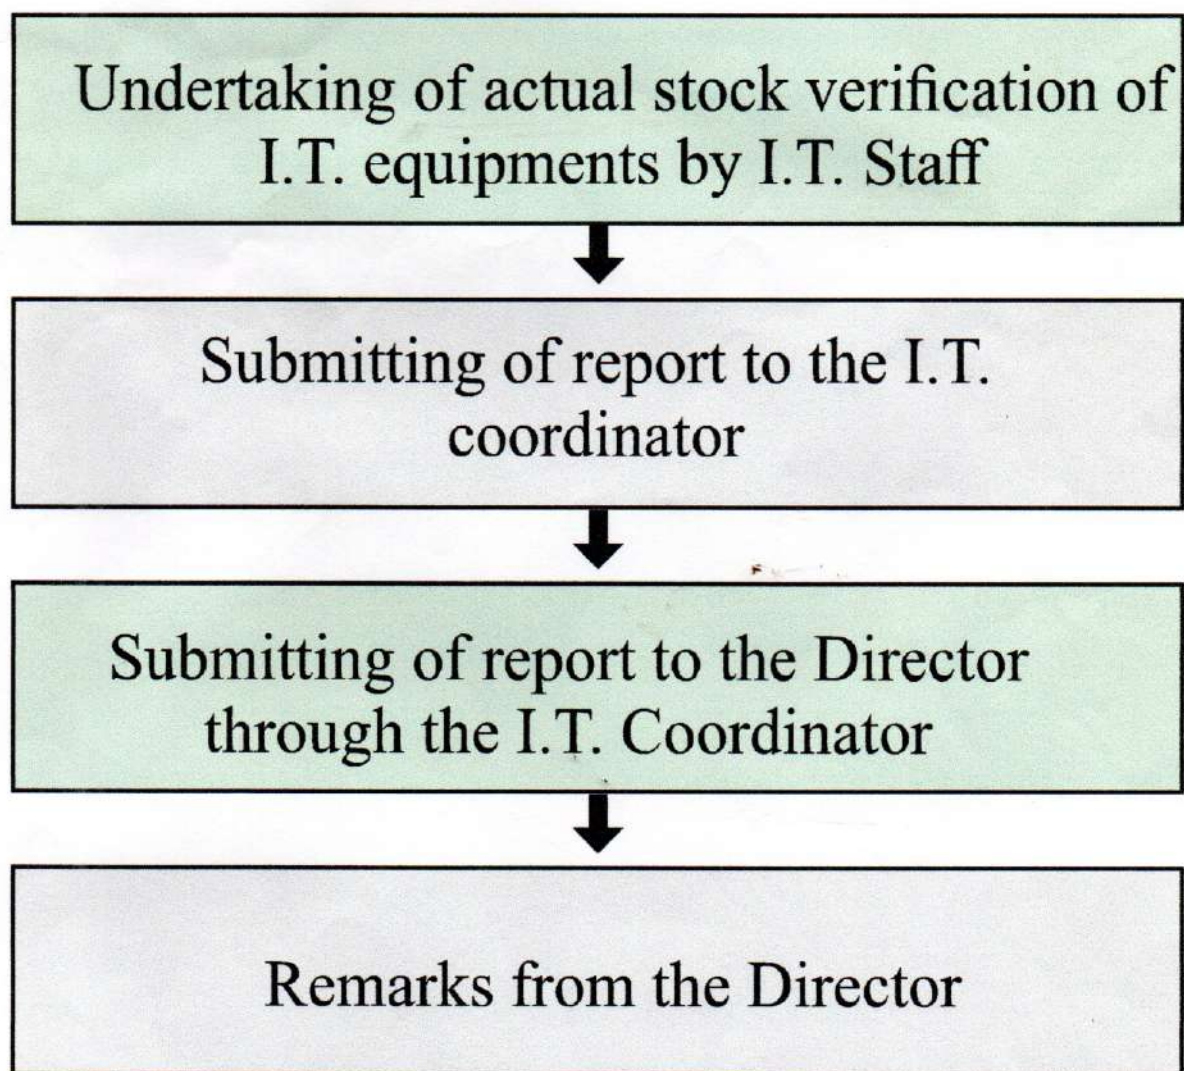 Undertaking of actual stock verification of
I.T. equipments by I.T. Staff
Submitting of report to the I.T.
coordinator
Submitting of report to the Director
through the I.T. Coordinator
Remarks from the Director